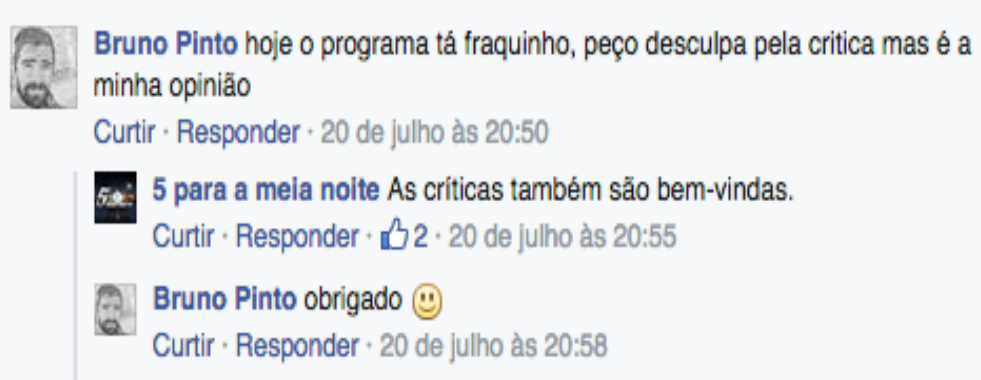 Bruno Pinto hoje o programa tá fraquinho, peço desculpa pela critica mas é a
minha opinião
Curtir · Responder · 20 de julho às 20:50
5 para a meia noite As críticas também são bem-vindas.
Curtir · Responder · 2 · 20 de julho às 20:55
Bruno Pinto obrigado
Curtir · Responder · 20 de julho às 20:58